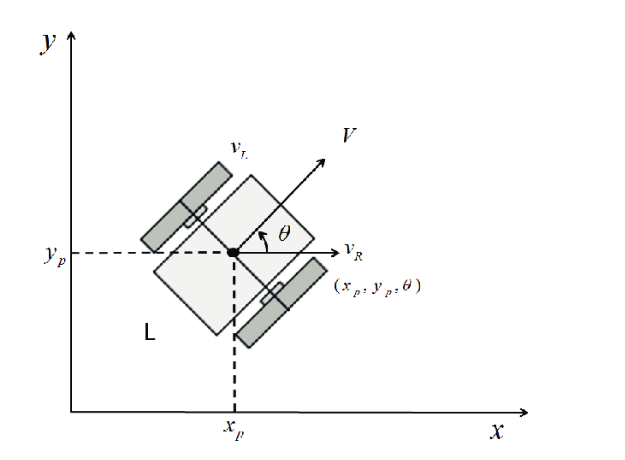 y
V
v_L
θ
y_p
v_R
(x_p, y_p, θ)
L
x_p
x